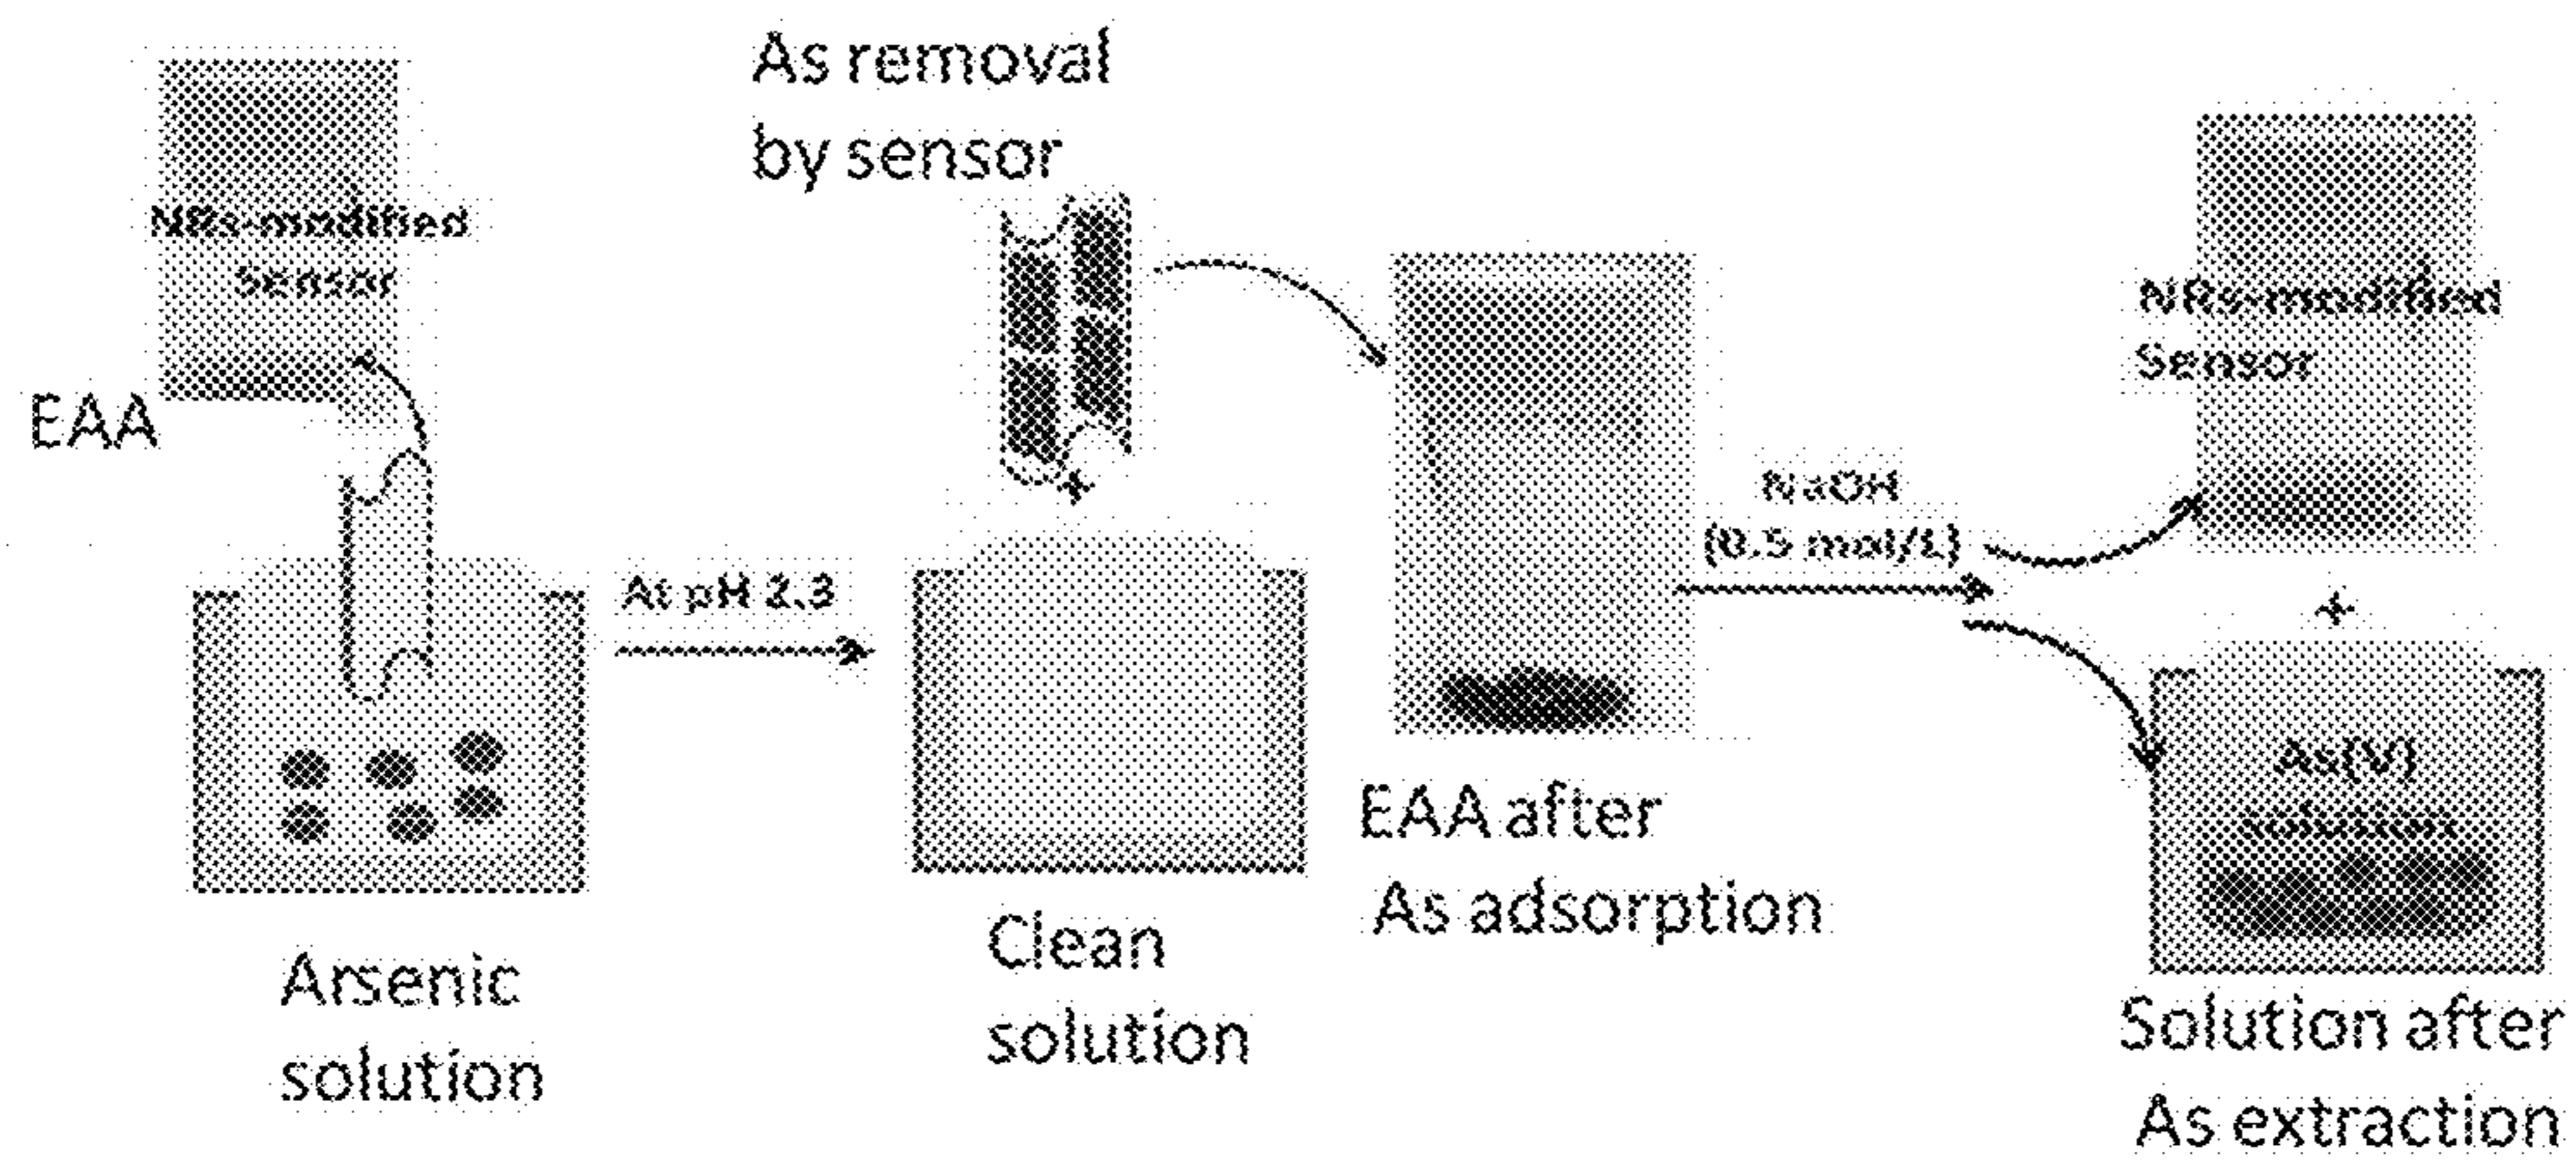 As removal
by sensor
NRs-modified
Sensor
EAA
At pH 2.3
Arsenic
solution
Clean
solution
EAA after
As adsorption
NaOH
(0.5 mol/L)
NRs-modified
Sensor
As(V)
solution
Solution after
As extraction